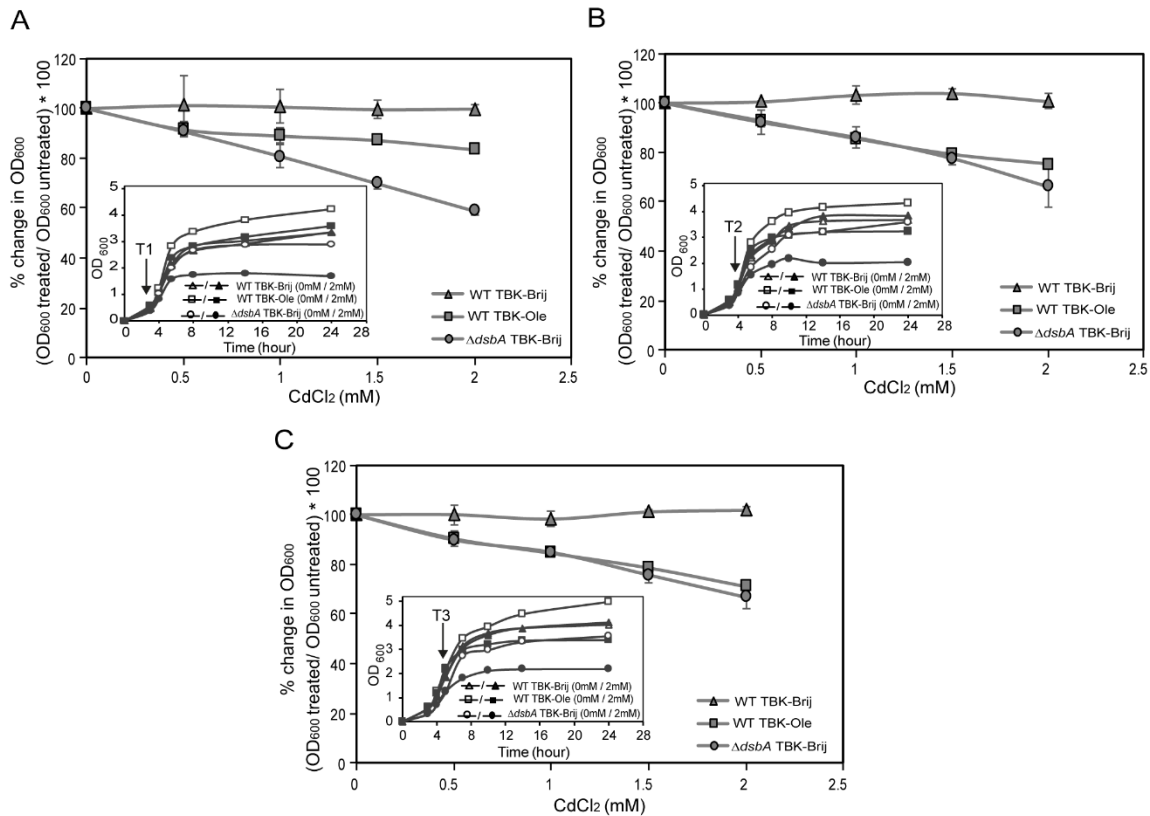 A
% change in OD600
(OD600 treated/ OD600 untreated) * 100
120
100
80
60
40
20
0
0
0.5
1
1.5
2
2.5
CdCl2 (mM)
WT TBK-Brij
WT TBK-Ole
ΔdsbA TBK-Brij
OD600
5
4
3
2
1
0
T1
WT TBK-Brij (0mM / 2mM)
WT TBK-Ole (0mM / 2mM)
ΔdsbA TBK-Brij (0mM / 2mM)
0 4 8 12 16 20 24 28
Time (hour)
B
% change in OD600
(OD600 treated/ OD600 untreated) * 100
120
100
80
60
40
20
0
0
0.5
1
1.5
2
2.5
CdCl2 (mM)
WT TBK-Brij
WT TBK-Ole
ΔdsbA TBK-Brij
OD600
5
4
3
2
1
0
T2
WT TBK-Brij (0mM / 2mM)
WT TBK-Ole (0mM / 2mM)
ΔdsbA TBK-Brij (0mM / 2mM)
0 4 8 12 16 20 24 28
Time (hour)
C
% change in OD600
(OD600 treated/ OD600 untreated) * 100
120
100
80
60
40
20
0
0
0.5
1
1.5
2
2.5
CdCl2 (mM)
WT TBK-Brij
WT TBK-Ole
ΔdsbA TBK-Brij
OD600
5
4
3
2
1
0
T3
WT TBK-Brij (0mM / 2mM)
WT TBK-Ole (0mM / 2mM)
ΔdsbA TBK-Brij (0mM / 2mM)
0 4 8 12 16 20 24 28
Time (hour)